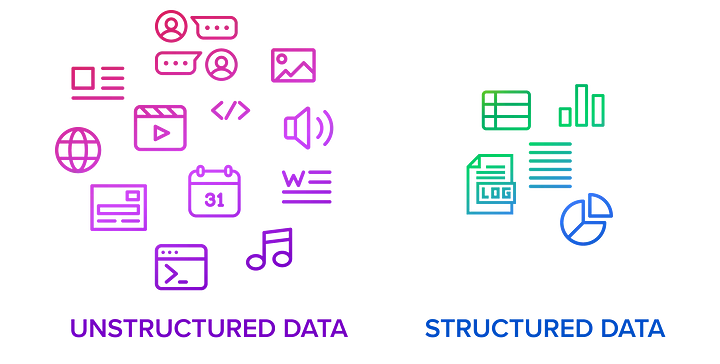 </>
31
W
LOG
UNSTRUCTURED DATA
STRUCTURED DATA